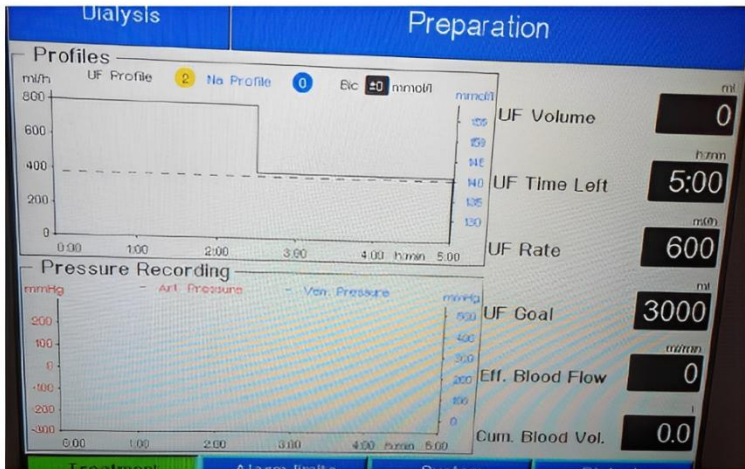 Dialysis
Preparation
Profiles
ml/h UF Profile 2 Na Profile 0 Bic ±0 mmol/l
mmol/l
800
600
400
200
0
150
145
140
135
130
0:00 1:00 2:00 3:00 4:00 h:min 5:00
ml
UF Volume 0
h:min
UF Time Left 5:00
ml/h
UF Rate 600
ml
UF Goal 3000
ml/min
Eff. Blood Flow 0
l
Cum. Blood Vol. 0.0
Pressure Recording
mmHg - Art. Pressure - Ven. Pressure mmHg
200
100
0
-100
-200
-300
500
400
300
200
100
0
0:00 1:00 2:00 3:00 4:00 h:min 5:00
Treatment Alarm limits